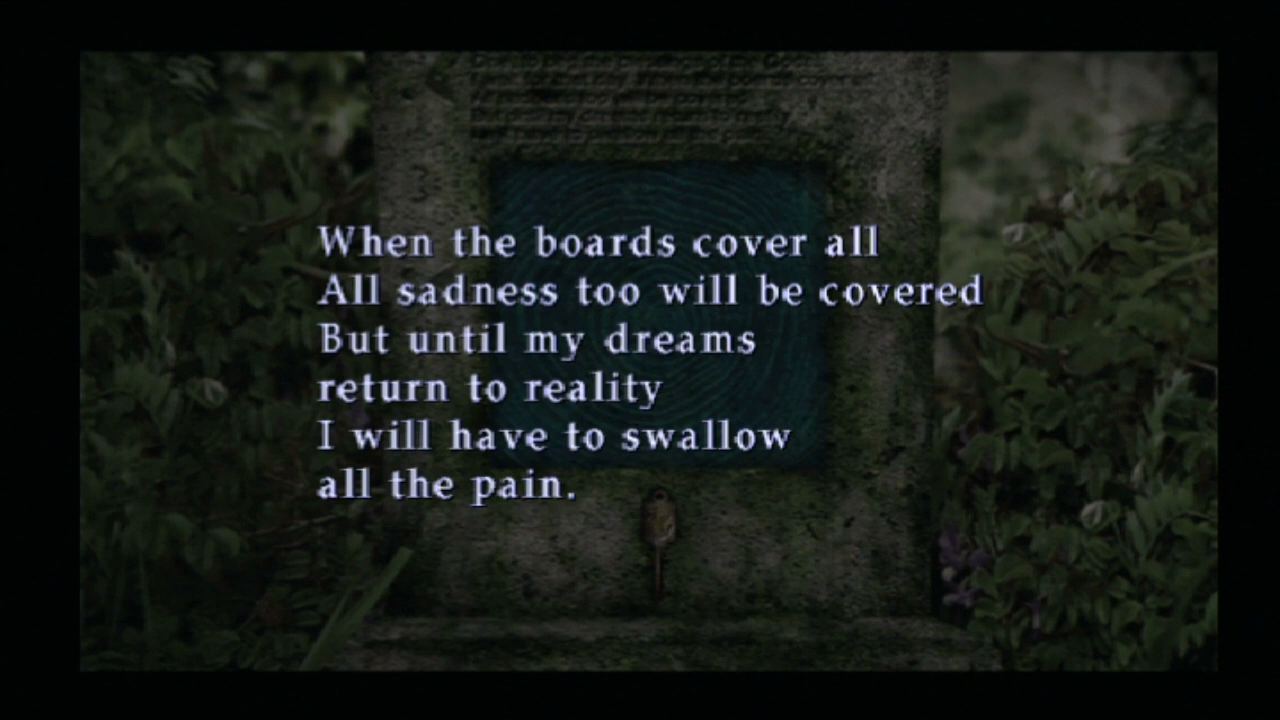 When the boards cover all
All sadness too will be covered
But until my dreams
return to reality
I will have to swallow
all the pain.